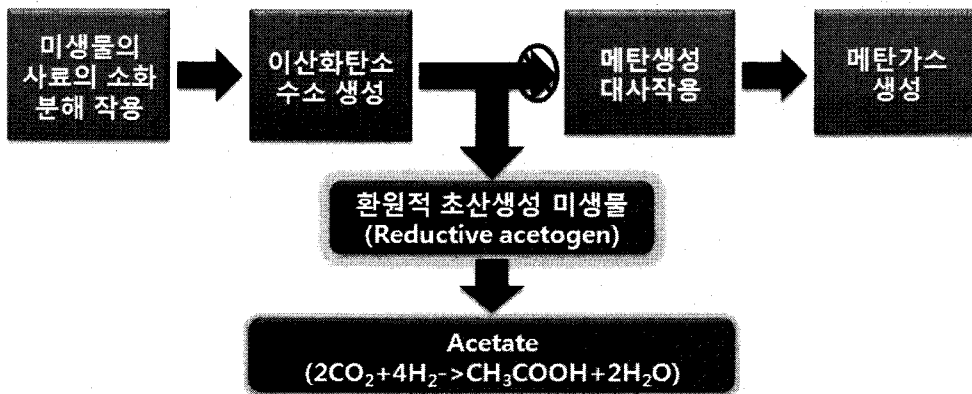 미생물의
사료의 소화
분해 작용
이산화탄소
수소 생성
메탄생성
대사작용
메탄가스
생성
환원적 초산생성 미생물
(Reductive acetogen)
Acetate
(2CO₂+4H₂->CH₃COOH+2H₂O)